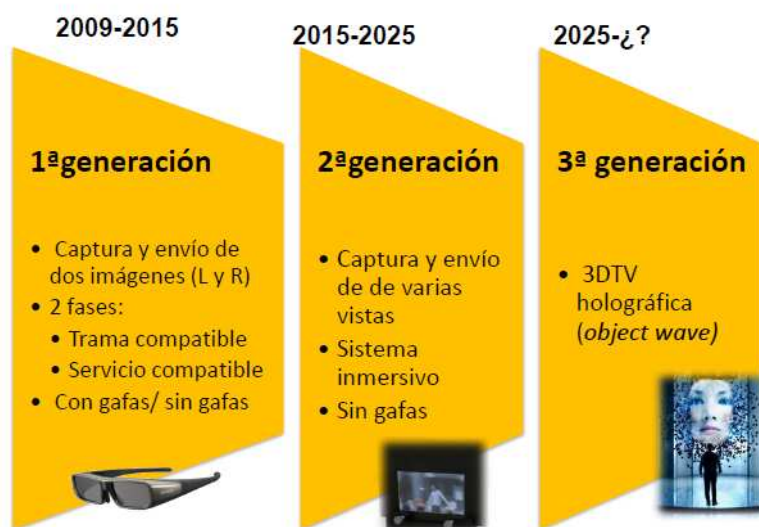 2009-2015
1ªgeneración
• Captura y envío de
dos imágenes (L y R)
• 2 fases:
• Trama compatible
• Servicio compatible
• Con gafas/ sin gafas
2015-2025
2ªgeneración
• Captura y envío
de de varias
vistas
• Sistema
inmersivo
• Sin gafas
2025-¿?
3ª generación
• 3DTV
holográfica
(object wave)